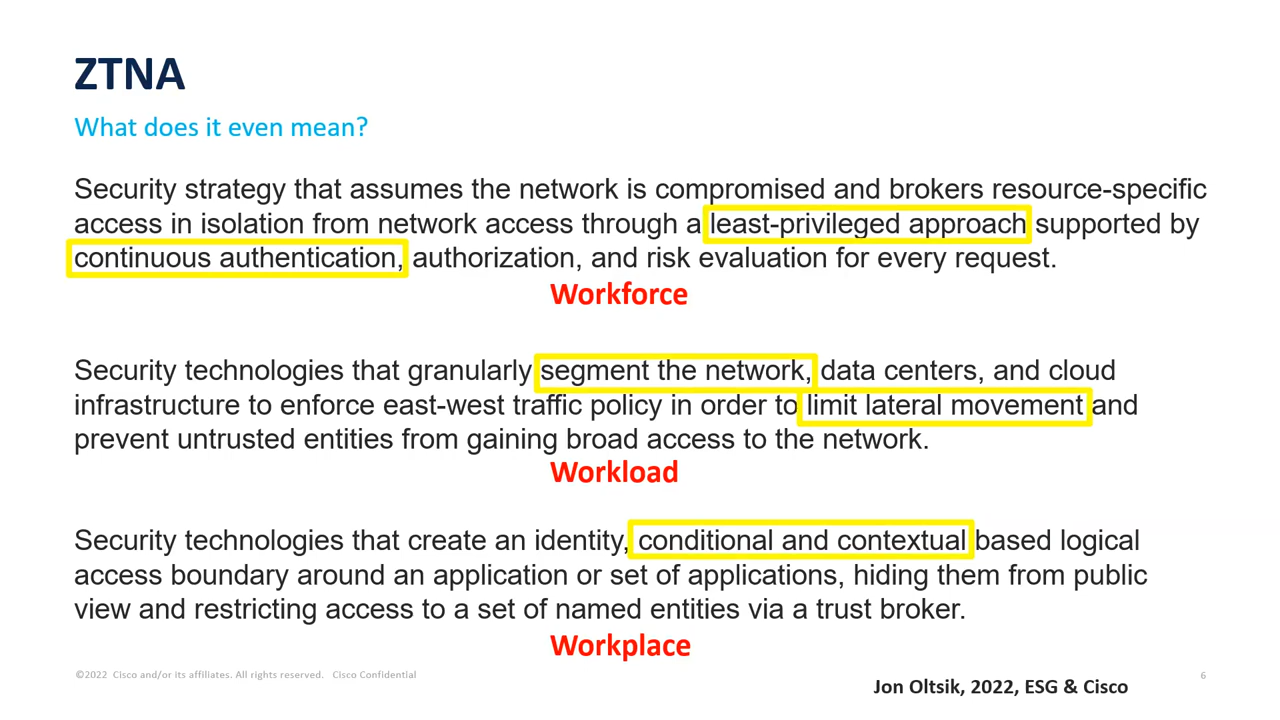 ZTNA
What does it even mean?
Security strategy that assumes the network is compromised and brokers resource-specific
access in isolation from network access through a least-privileged approach supported by
continuous authentication, authorization, and risk evaluation for every request.
Workforce
Security technologies that granularly segment the network, data centers, and cloud
infrastructure to enforce east-west traffic policy in order to limit lateral movement and
prevent untrusted entities from gaining broad access to the network.
Workload
Security technologies that create an identity, conditional and contextual based logical
access boundary around an application or set of applications, hiding them from public
view and restricting access to a set of named entities via a trust broker.
Workplace
©2022 Cisco and/or its affiliates. All rights reserved. Cisco Confidential
6
Jon Oltsik, 2022, ESG & Cisco